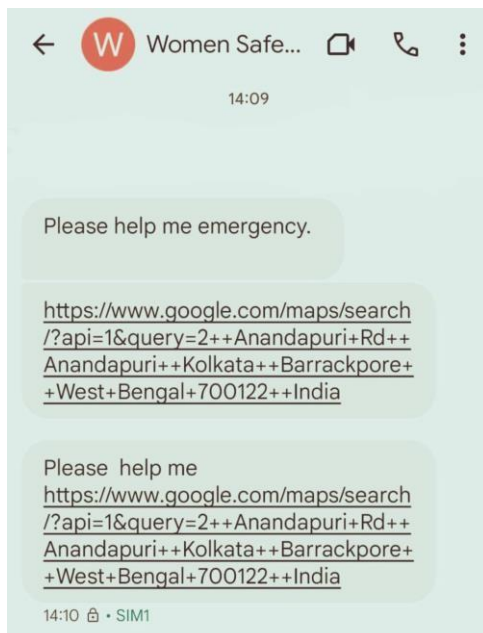 W Women Safe...
14:09
Please help me emergency.
https://www.google.com/maps/search
/?api=1&query=2++Anandapuri+Rd++
Anandapuri++Kolkata++Barrackpore+
+West+Bengal+700122++India
Please  help me
https://www.google.com/maps/search
/?api=1&query=2++Anandapuri+Rd++
Anandapuri++Kolkata++Barrackpore+
+West+Bengal+700122++India
14:10 • SIM1